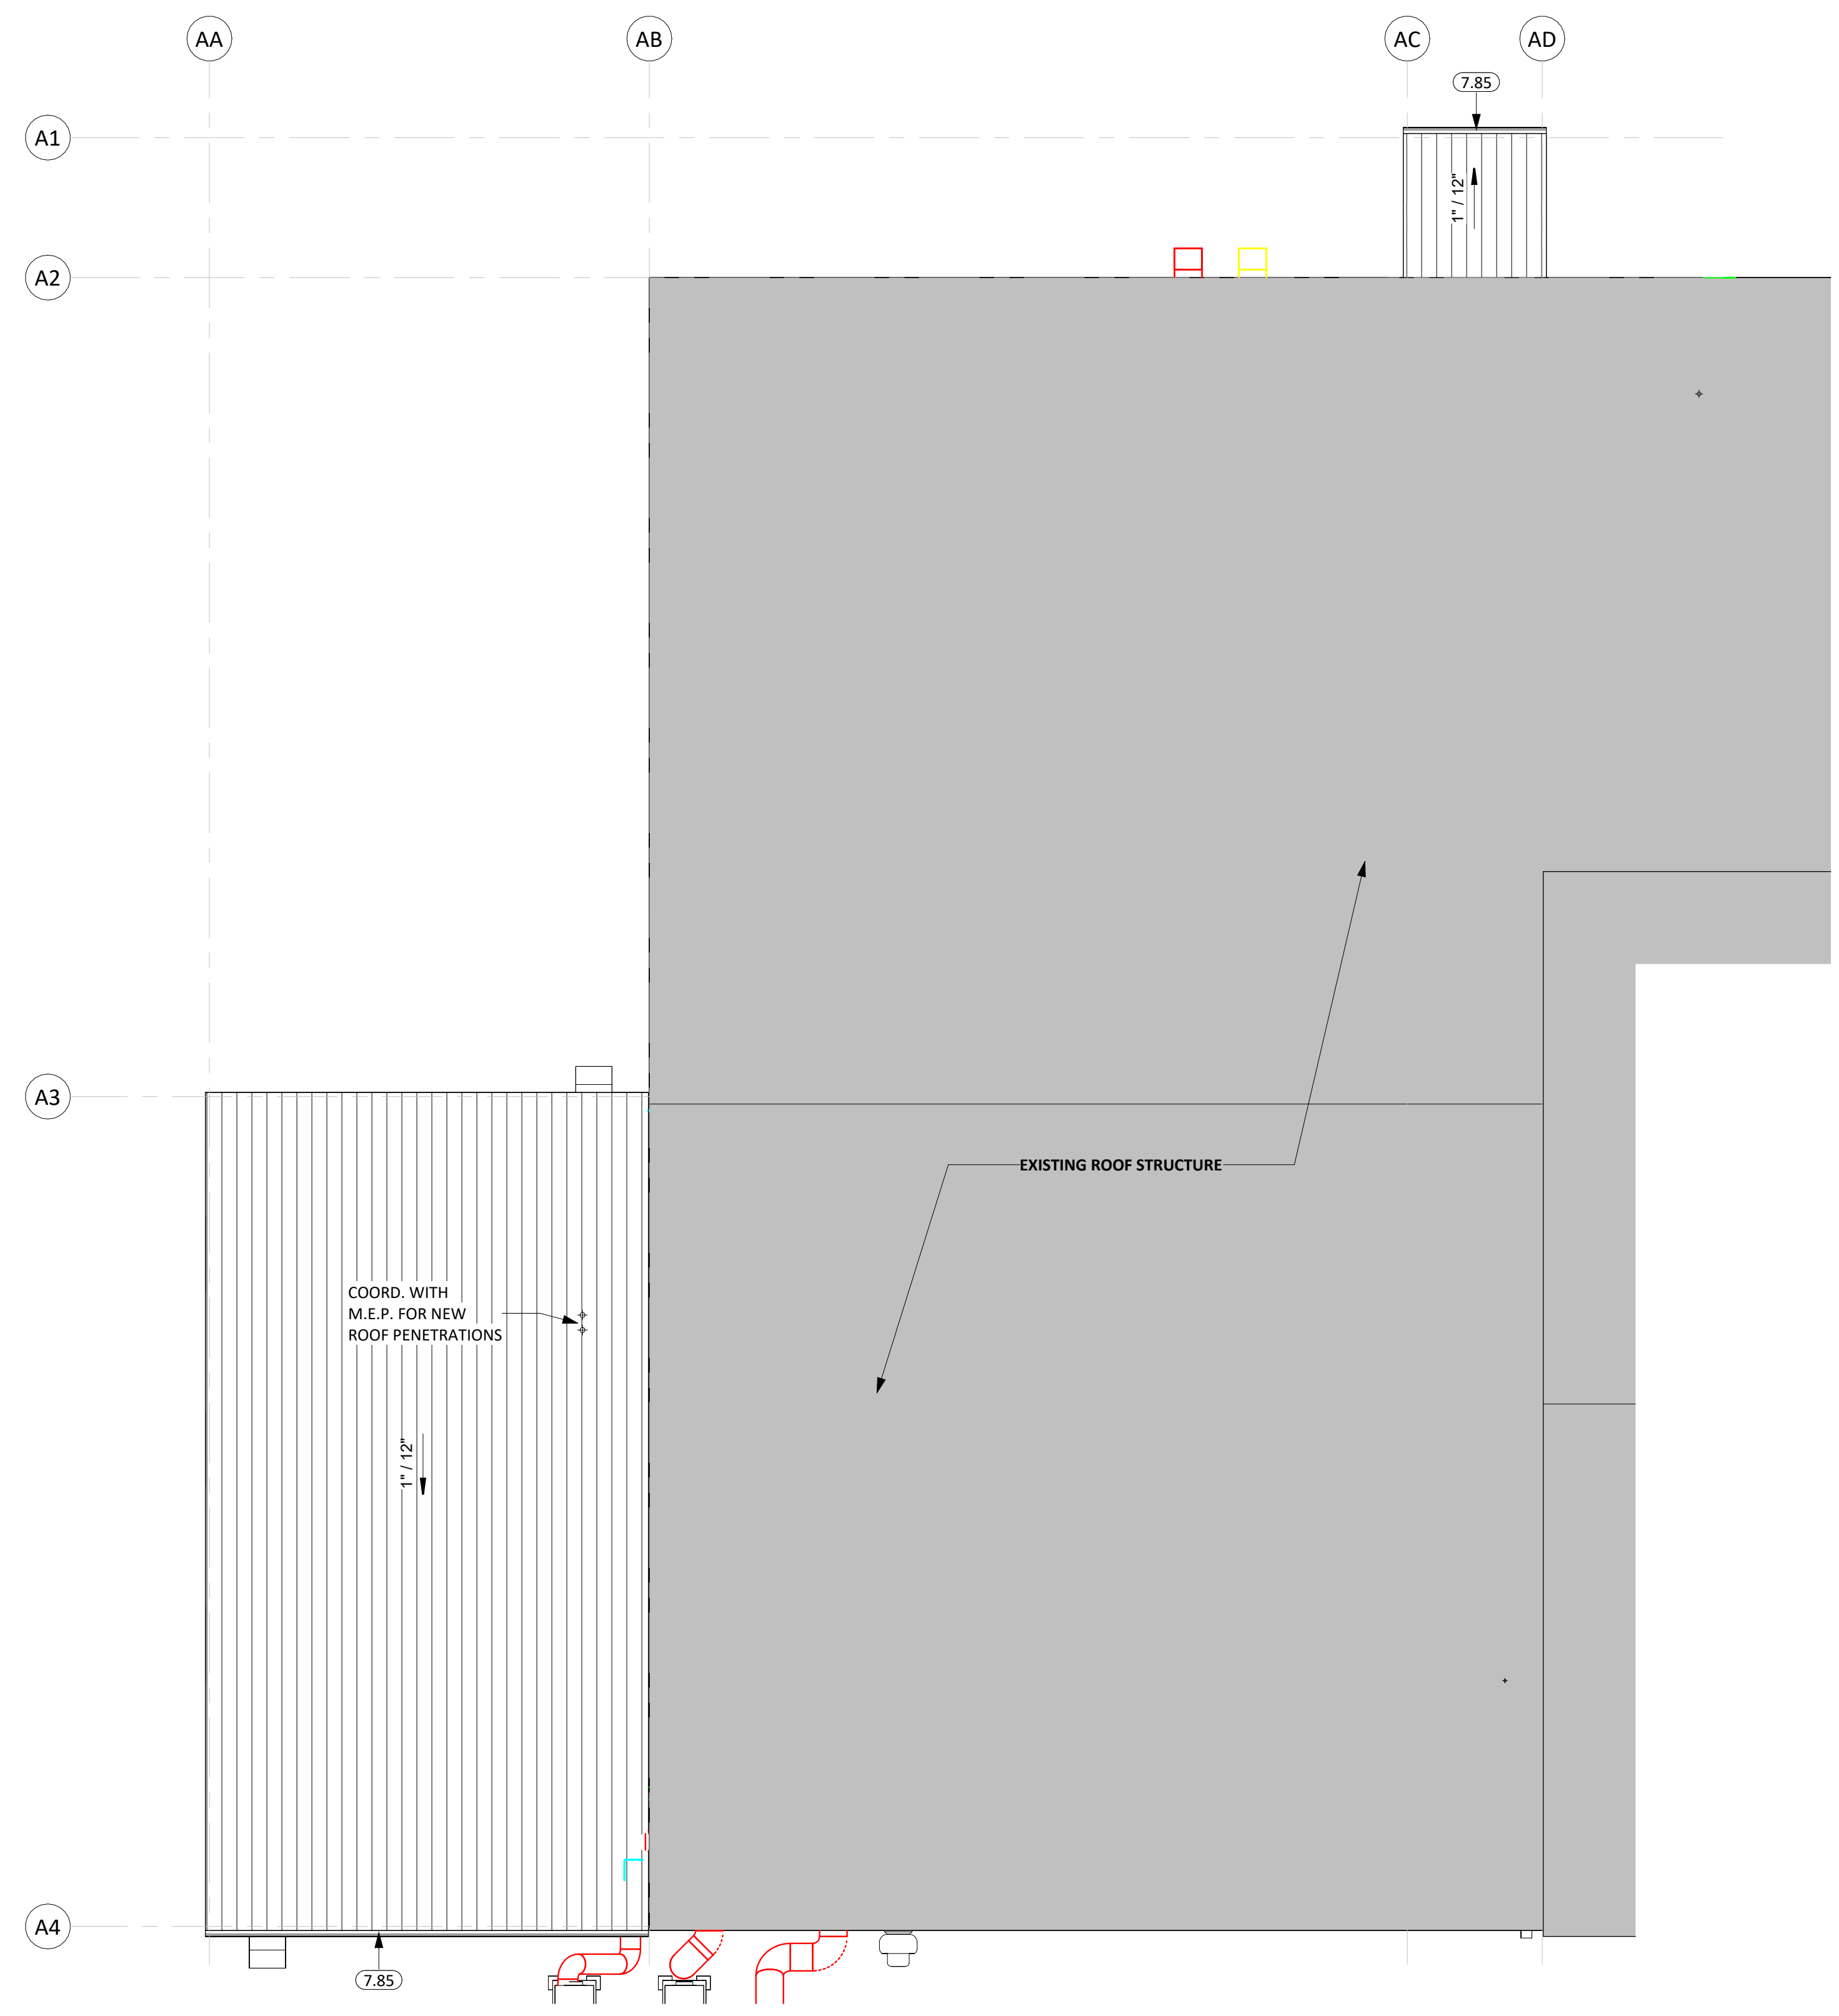 AA
AB
AC
AD
7.85
A1
1" / 12"
A2
A3
EXISTING ROOF STRUCTURE
COORD. WITH
M.E.P. FOR NEW
ROOF PENETRATIONS
1" / 12"
A4
7.85